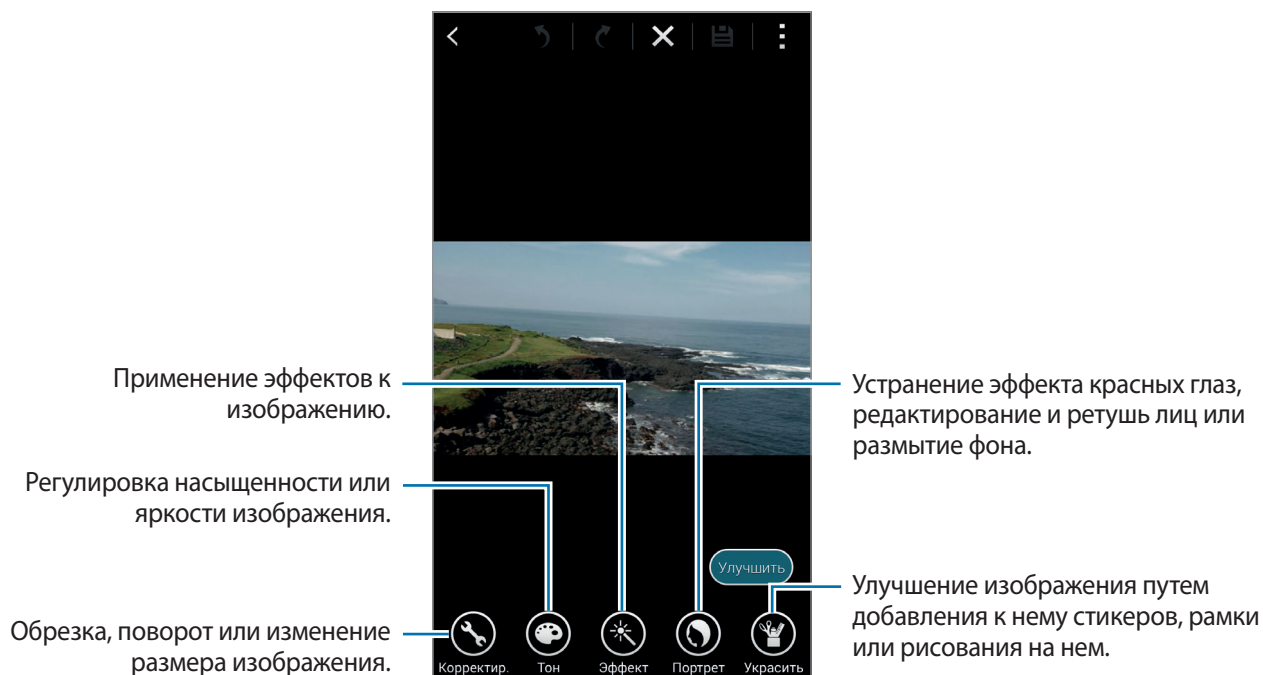 Применение эффектов к
изображению.
Устранение эффекта красных глаз,
редактирование и ретушь лиц или
размытие фона.
Регулировка насыщенности или
яркости изображения.
Улучшить
Улучшение изображения путем
добавления к нему стикеров, рамки
или рисования на нем.
Обрезка, поворот или изменение
размера изображения.
Корректир. Тон Эффект Портрет Украсить